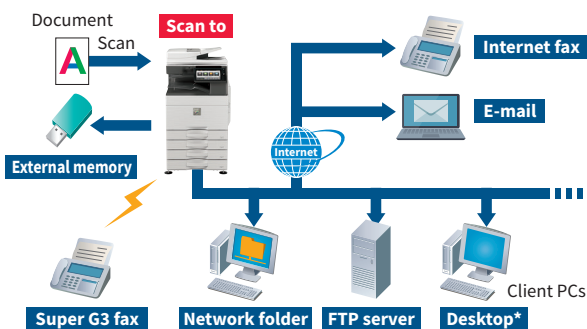 Document
Scan to
Scan
A
Internet fax
E-mail
Internet
External memory
Client PCs
Super G3 fax
Network folder
FTP server
Desktop*